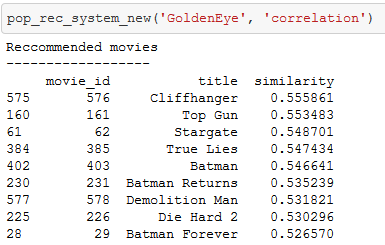 pop_rec_system_new('GoldenEye', 'correlation')
Reccommended movies
------------------
movie_id title similarity
575 576 Cliffhanger 0.555861
160 161 Top Gun 0.553483
61 62 Stargate 0.548701
384 385 True Lies 0.547434
402 403 Batman 0.546641
230 231 Batman Returns 0.535239
577 578 Demolition Man 0.531821
225 226 Die Hard 2 0.530296
28 29 Batman Forever 0.526570